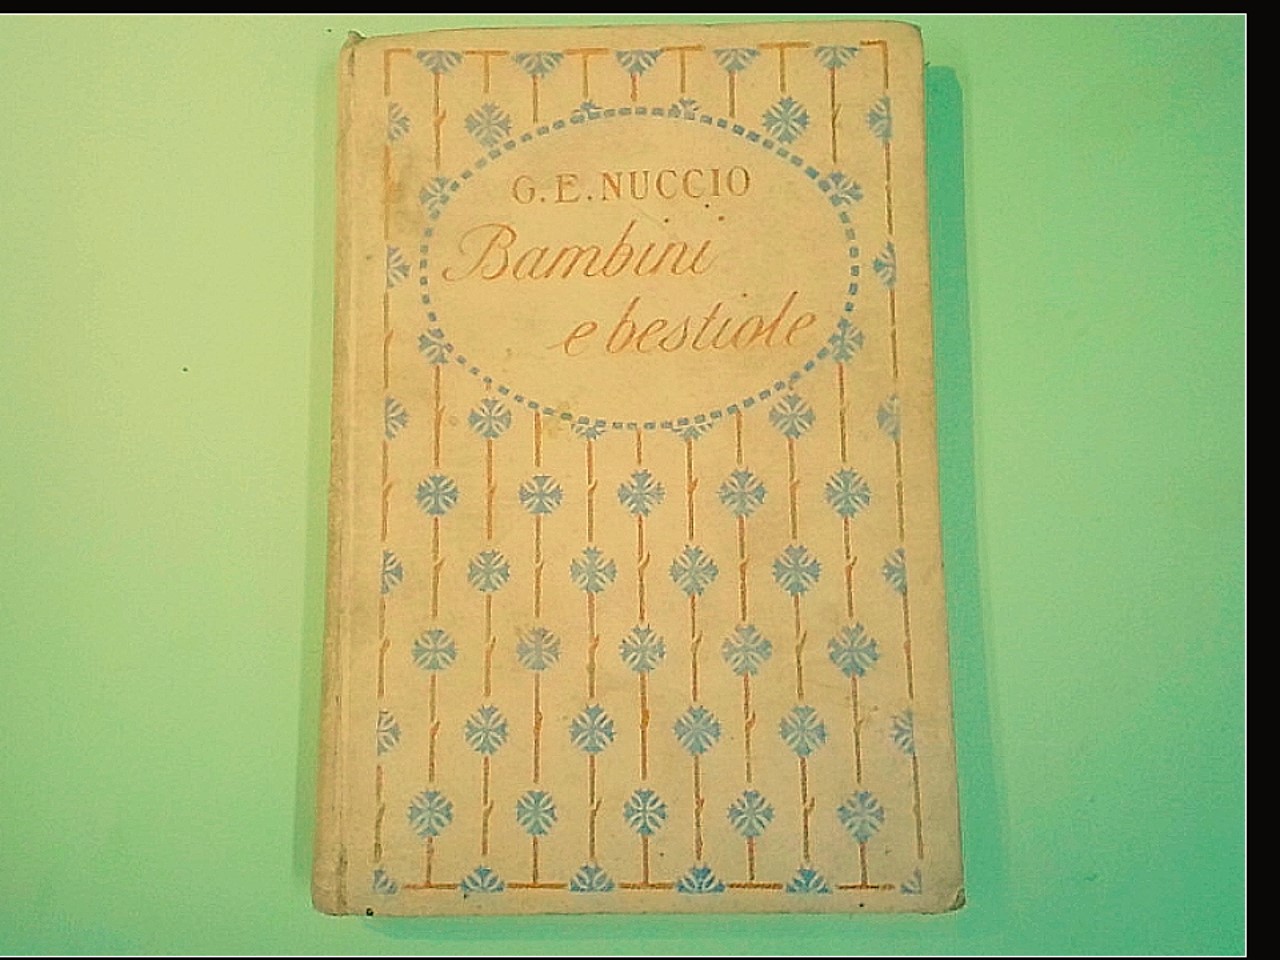 G. E. NUCCIO
Bambini
e bestiole